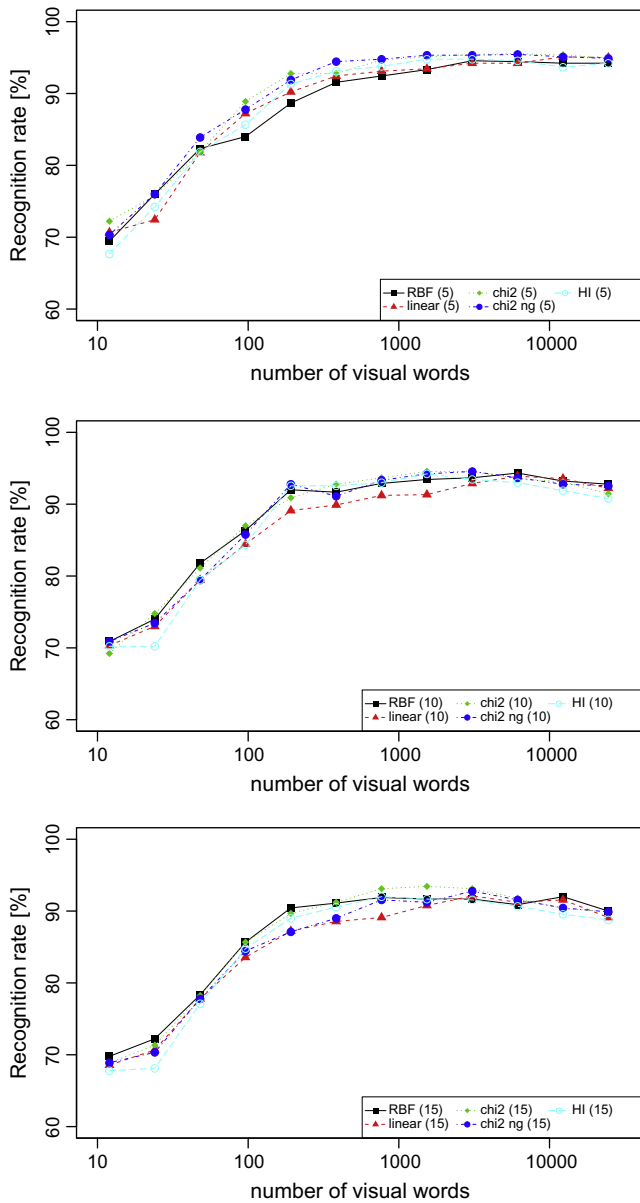 Recognition rate [%]
100
90
80
70
60
RBF (5) chi2 (5) HI (5)
linear (5) chi2 ng (5)
10 100 1000 10000
number of visual words
Recognition rate [%]
100
90
80
70
60
RBF (10) chi2 (10) HI (10)
linear (10) chi2 ng (10)
10 100 1000 10000
number of visual words
Recognition rate [%]
100
90
80
70
60
RBF (15) chi2 (15) HI (15)
linear (15) chi2 ng (15)
10 100 1000 10000
number of visual words